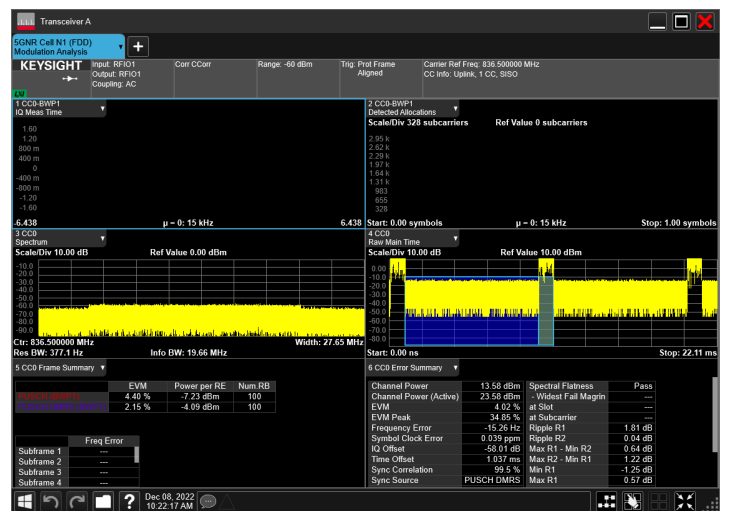 Transceiver A
5GNR Cell N1 (FDD)
Modulation Analysis
KEYSIGHT
Input: RFIO1
Output: RFIO1
Coupling: AC
Corr CCorr
Range: -60 dBm
Trig: Prot Frame
Aligned
Carrier Ref Freq: 836.500000 MHz
CC Info: Uplink, 1 CC, SISO
LXI
1 CC0-BWP1
IQ Meas Time
1.60
1.20
800 m
400 m
0
-400 m
-800 m
-1.20
-1.60
-6.438
μ = 0: 15 kHz
6.438
2 CC0-BWP1
Detected Allocations
Scale/Div 328 subcarriers
Ref Value 0 subcarriers
2.95 k
2.62 k
2.29 k
1.97 k
1.64 k
1.31 k
983
655
328
Start: 0.00 symbols
μ = 0: 15 kHz
Stop: 1.00 symbols
3 CC0
Spectrum
Scale/Div 10.00 dB
Ref Value 0.00 dBm
-10.0
-20.0
-30.0
-40.0
-50.0
-60.0
-70.0
-80.0
-90.0
Ctr: 836.500000 MHz
Width: 27.65 MHz
Res BW: 377.1 Hz
Info BW: 19.66 MHz
4 CC0
Raw Main Time
Scale/Div 10.00 dB
Ref Value 10.00 dBm
0.00
-10.0
-20.0
-30.0
-40.0
-50.0
-60.0
-70.0
-80.0
Start: 0.00 ns
Stop: 22.11 ms
5 CC0 Frame Summary
EVM Power per RE Num.RB
PUSCH (BWP1) 4.40 % -7.23 dBm 100
2.15 % -4.09 dBm 100
Freq Error
Subframe 1 ---
Subframe 2 ---
Subframe 3 ---
Subframe 4 ---
6 CC0 Error Summary
Channel Power 13.58 dBm Spectral Flatness Pass
Channel Power (Active) 23.58 dBm - Widest Fail Magrin ---
EVM 4.02 % at Slot ---
EVM Peak 34.85 % at Subcarrier ---
Frequency Error -15.26 Hz Ripple R1 1.81 dB
Symbol Clock Error 0.039 ppm Ripple R2 0.04 dB
IQ Offset -58.01 dB Max R1 - Min R2 0.64 dB
Time Offset 1.037 ms Max R2 - Min R1 1.22 dB
Sync Correlation 99.5 % Min R1 -1.25 dB
Sync Source PUSCH DMRS Max R1 0.57 dB
Dec 08, 2022
10:22:17 AM